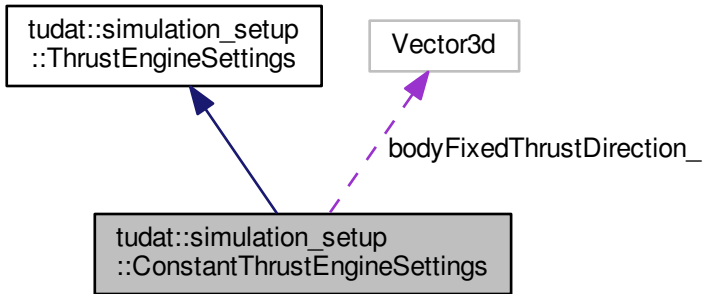 tudat::simulation_setup
::ThrustEngineSettings
Vector3d
bodyFixedThrustDirection_
tudat::simulation_setup
::ConstantThrustEngineSettings